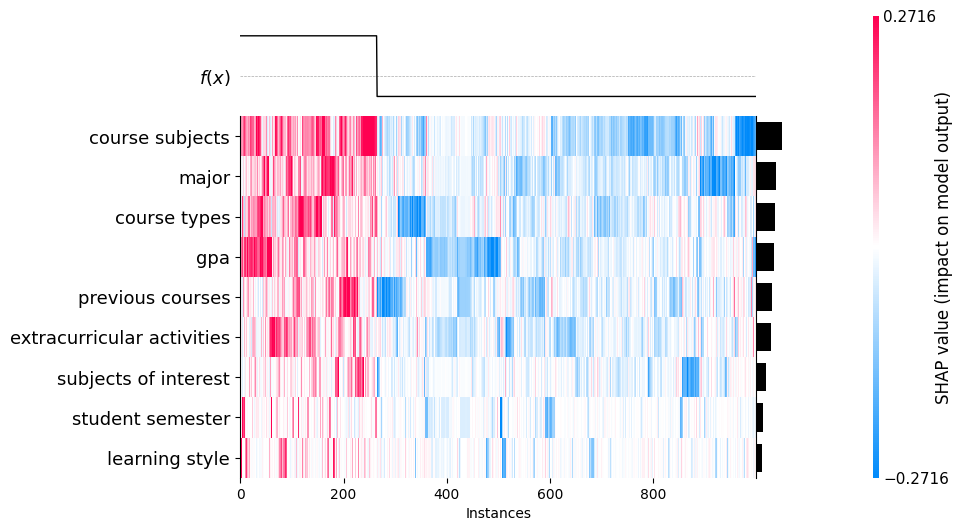 0.2716
f(x)
course subjects
major
course types
gpa
previous courses
extracurricular activities
subjects of interest
student semester
learning style
−0.2716
0
200
400
600
800
Instances
SHAP value (impact on model output)